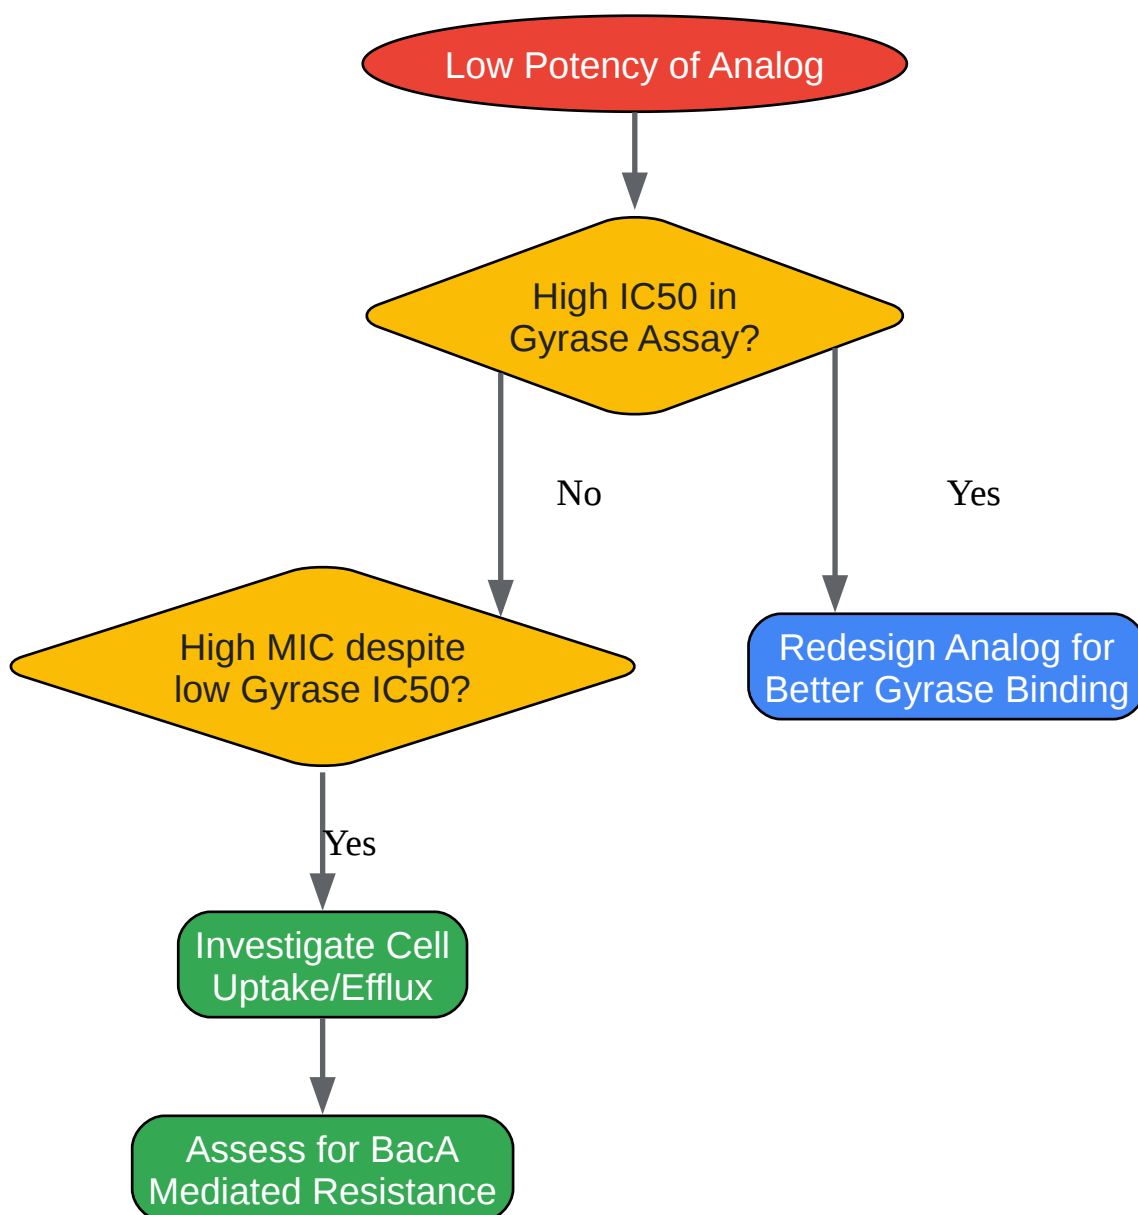 Low Potency of Analog
High IC50 in
Gyrase Assay?
No
Yes
High MIC despite
low Gyrase IC50?
Redesign Analog for
Better Gyrase Binding
Yes
Investigate Cell
Uptake/Efflux
Assess for BacA
Mediated Resistance